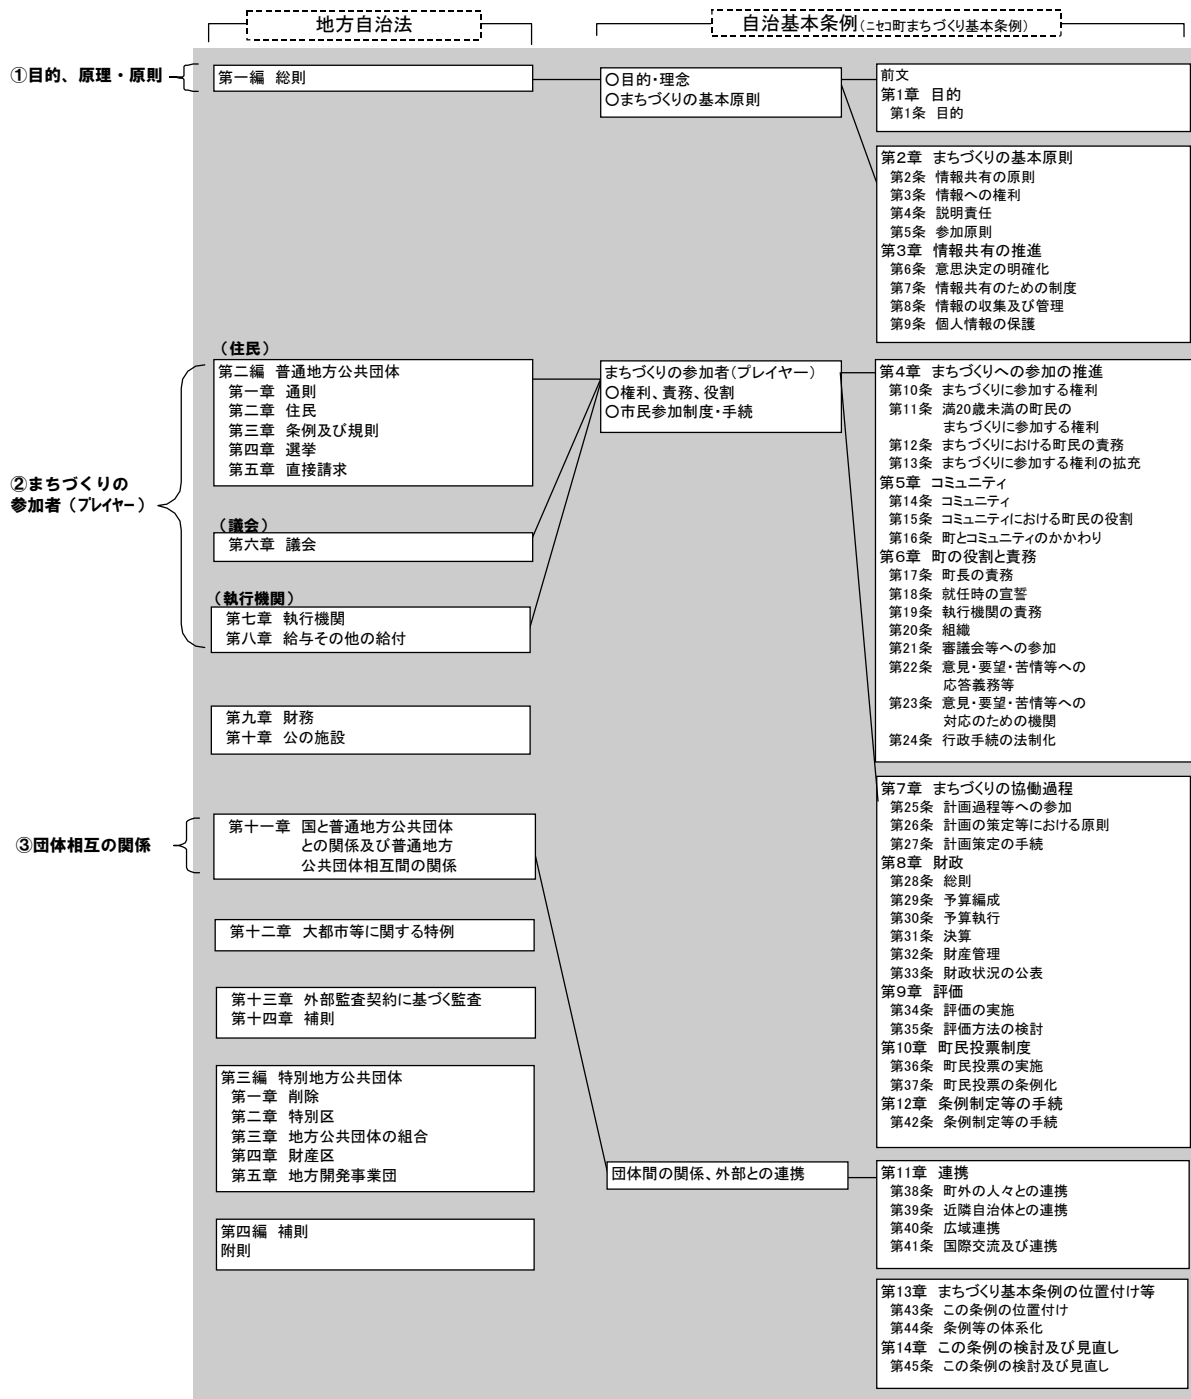 地方自治法
自治基本条例(ニセコ町まちづくり基本条例)
①目的、原理・原則
第一編 総則
○目的・理念
○まちづくりの基本原則
前文
第1章 目的
第1条 目的
第2章 まちづくりの基本原則
第2条 情報共有の原則
第3条 情報への権利
第4条 説明責任
第5条 参加原則
第3章 情報共有の推進
第6条 意思決定の明確化
第7条 情報共有のための制度
第8条 情報の収集及び管理
第9条 個人情報の保護
②まちづくりの
参加者(プレイヤー)
(住民)
第二編 普通地方公共団体
第一章 通則
第二章 住民
第三章 条例及び規則
第四章 選挙
第五章 直接請求
(議会)
第六章 議会
(執行機関)
第七章 執行機関
第八章 給与その他の給付
第九章 財務
第十章 公の施設
まちづくりの参加者(プレイヤー)
○権利、責務、役割
○市民参加制度・手続
第4章 まちづくりへの参加の推進
第10条 まちづくりに参加する権利
第11条 満20歳未満の町民の
まちづくりに参加する権利
第12条 まちづくりにおける町民の責務
第13条 まちづくりに参加する権利の拡充
第5章 コミュニティ
第14条 コミュニティ
第15条 コミュニティにおける町民の役割
第16条 町とコミュニティのかかわり
第6章 町の役割と責務
第17条 町長の責務
第18条 就任時の宣誓
第19条 執行機関の責務
第20条 組織
第21条 審議会等への参加
第22条 意見・要望・苦情等への
応答義務等
第23条 意見・要望・苦情等への
対応のための機関
第24条 行政手続の法制化
第7章 まちづくりの協働過程
第25条 計画過程等への参加
第26条 計画の策定等における原則
第27条 計画策定の手続
第8章 財政
第28条 総則
第29条 予算編成
第30条 予算執行
第31条 決算
第32条 財産管理
第33条 財政状況の公表
第9章 評価
第34条 評価の実施
第35条 評価方法の検討
第10章 町民投票制度
第36条 町民投票の実施
第37条 町民投票の条例化
第12章 条例制定等の手続
第42条 条例制定等の手続
③団体相互の関係
第十一章 国と普通地方公共団体
との関係及び普通地方
公共団体相互間の関係
第十二章 大都市等に関する特例
第十三章 外部監査契約に基づく監査
第十四章 補則
第三編 特別地方公共団体
第一章 削除
第二章 特別区
第三章 地方公共団体の組合
第四章 財産区
第五章 地方開発事業団
第四編 補則
附則
団体間の関係、外部との連携
第11章 連携
第38条 町外の人々との連携
第39条 近隣自治体との連携
第40条 広域連携
第41条 国際交流及び連携
第13章 まちづくり基本条例の位置付け等
第43条 この条例の位置付け
第44条 条例等の体系化
第14章 この条例の検討及び見直し
第45条 この条例の検討及び見直し